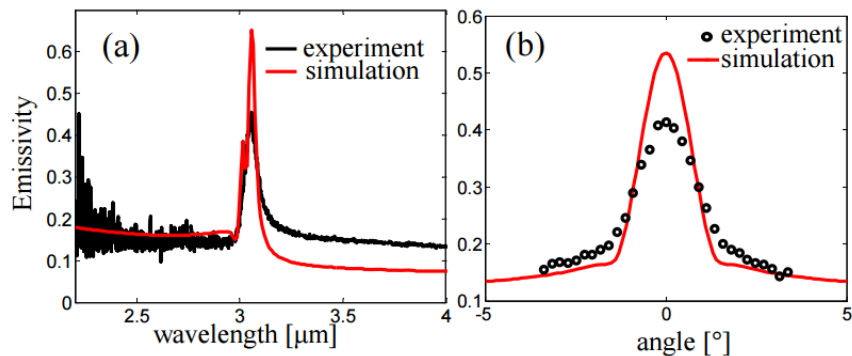 (a)
experiment
simulation
Emissivity
0.6
0.5
0.4
0.3
0.2
0.1
0
2.5
3
3.5
4
wavelength [μm]
(b)
experiment
simulation
0.6
0.5
0.4
0.3
0.2
0.1
-5
0
5
angle [°]